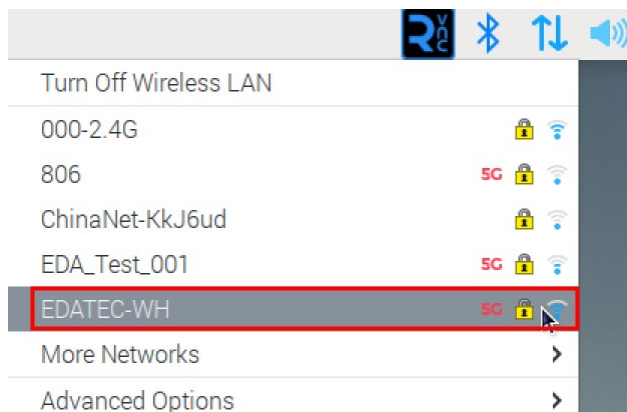 VNC
Turn Off Wireless LAN
000-2.4G
806 5G
ChinaNet-KkJ6ud
EDA_Test_001 5G
EDATEC-WH 5G
More Networks
Advanced Options